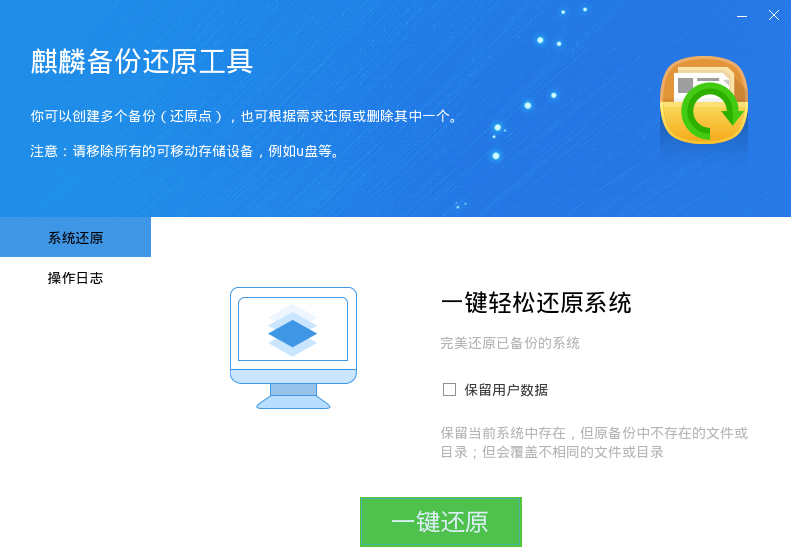 麒麟备份还原工具
你可以创建多个备份（还原点），也可根据需求还原或删除其中一个。
注意：请移除所有的可移动存储设备，例如u盘等。
系统还原
操作日志
一键轻松还原系统
完美还原已备份的系统
保留用户数据
保留当前系统中存在，但原备份中不存在的文件或
目录；但会覆盖不相同的文件或目录
一键还原